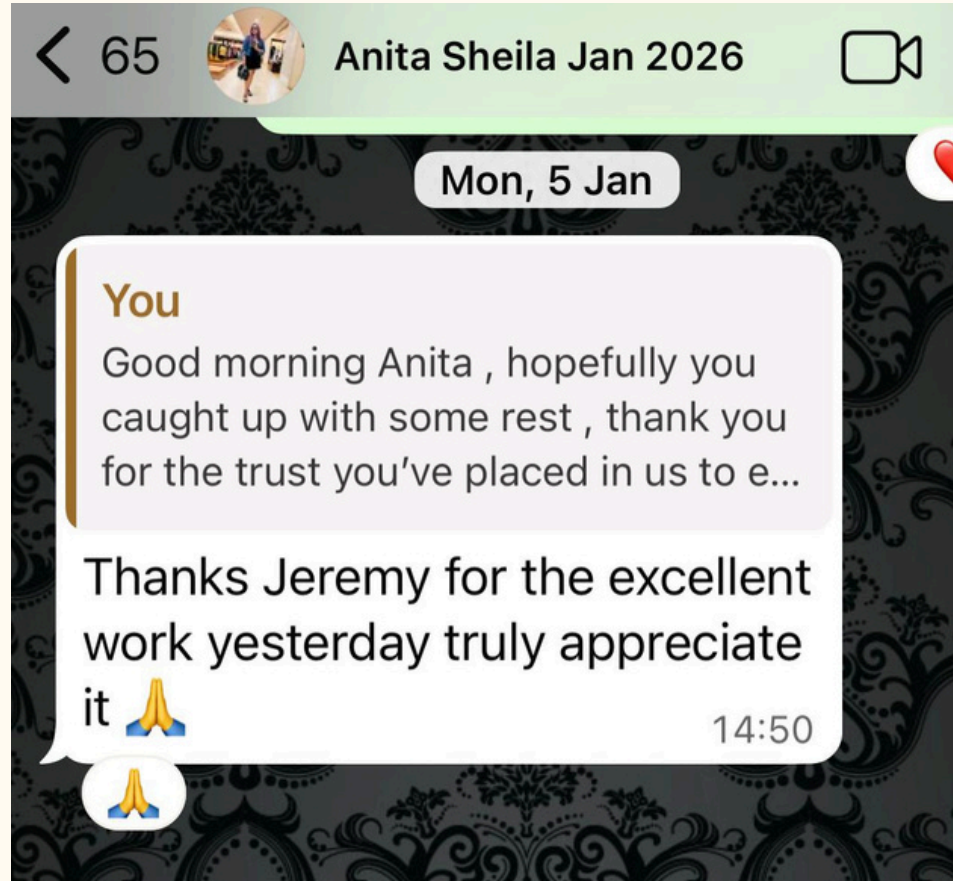 65
Anita Sheila Jan 2026
Mon, 5 Jan
You
Good morning Anita , hopefully you
caught up with some rest , thank you
for the trust you’ve placed in us to e...
Thanks Jeremy for the excellent
work yesterday truly appreciate
it 🙏
14:50
🙏